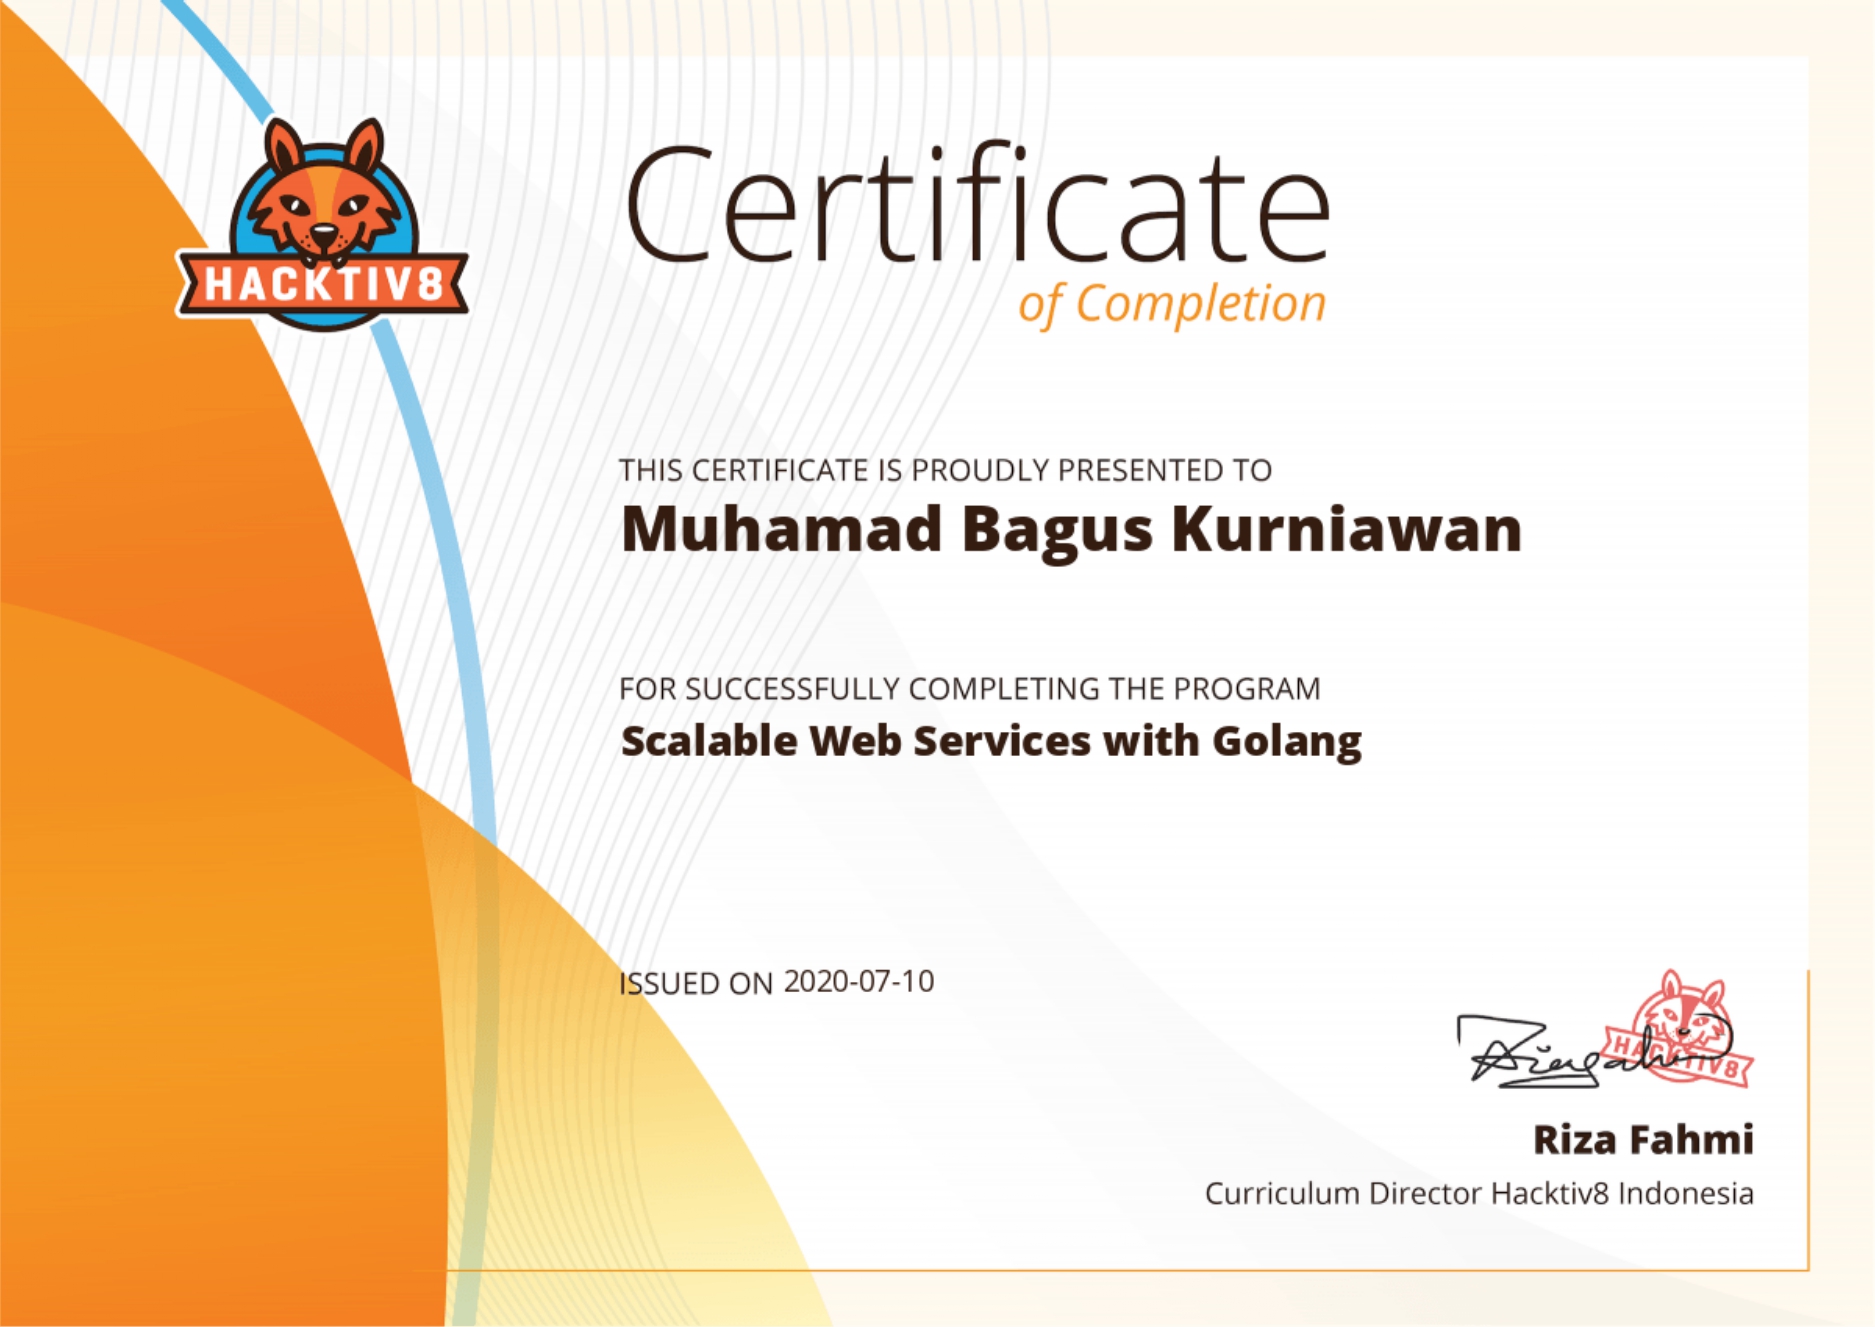 HACKTIV8
Certificate
of Completion
THIS CERTIFICATE IS PROUDLY PRESENTED TO
Muhamad Bagus Kurniawan
FOR SUCCESSFULLY COMPLETING THE PROGRAM
Scalable Web Services with Golang
ISSUED ON 2020-07-10
HACKTIV8
Riza Fahmi
Curriculum Director Hacktiv8 Indonesia